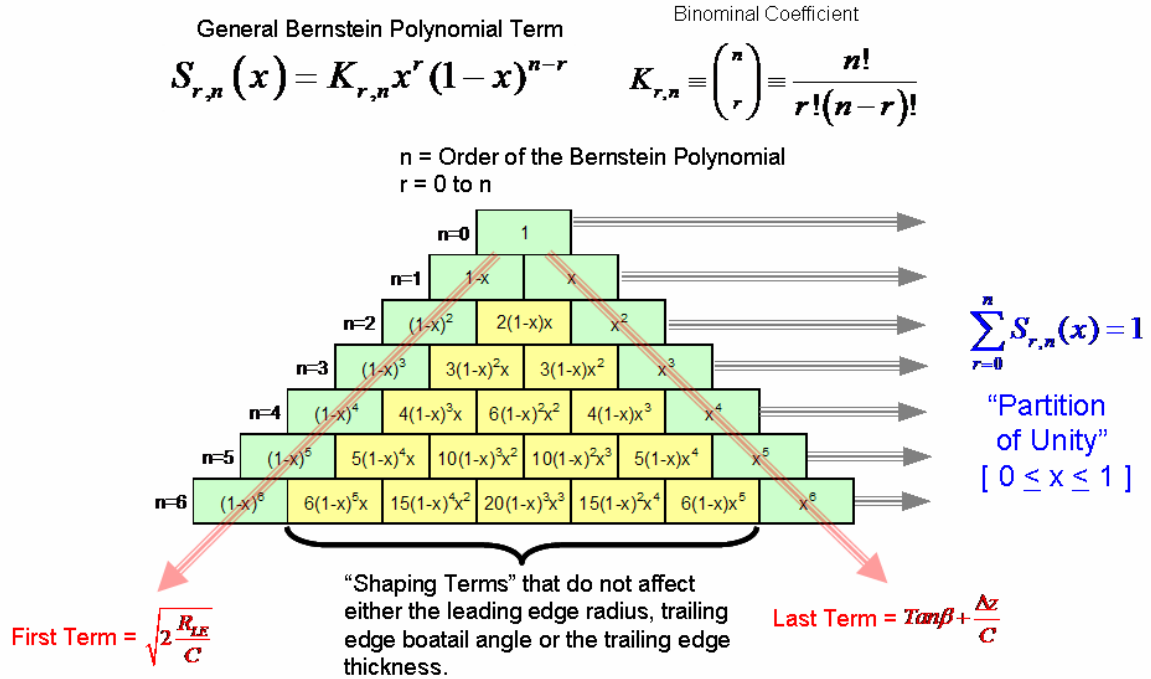 General Bernstein Polynomial Term
S_{r,n}(x) = K_{r,n} x^r (1-x)^{n-r}
Binominal Coefficient
K_{r,n} ≡ (n r) ≡ n! / r!(n-r)!
n = Order of the Bernstein Polynomial
r = 0 to n
n=0 1
n=1 1-x x
n=2 (1-x)^2 2(1-x)x x^2
n=3 (1-x)^3 3(1-x)^2x 3(1-x)x^2 x^3
n=4 (1-x)^4 4(1-x)^3x 6(1-x)^2x^2 4(1-x)x^3 x^4
n=5 (1-x)^5 5(1-x)^4x 10(1-x)^3x^2 10(1-x)^2x^3 5(1-x)x^4 x^5
n=6 (1-x)^6 6(1-x)^5x 15(1-x)^4x^2 20(1-x)^3x^3 15(1-x)^2x^4 6(1-x)x^5 x^6
∑_{r=0}^{n} S_{r,n}(x) = 1
“Partition
of Unity”
[ 0 ≤ x ≤ 1 ]
“Shaping Terms” that do not affect
either the leading edge radius, trailing
edge boatail angle or the trailing edge
thickness.
First Term = √(2 R_{LE}/C)
Last Term = Tanβ + Δz/C